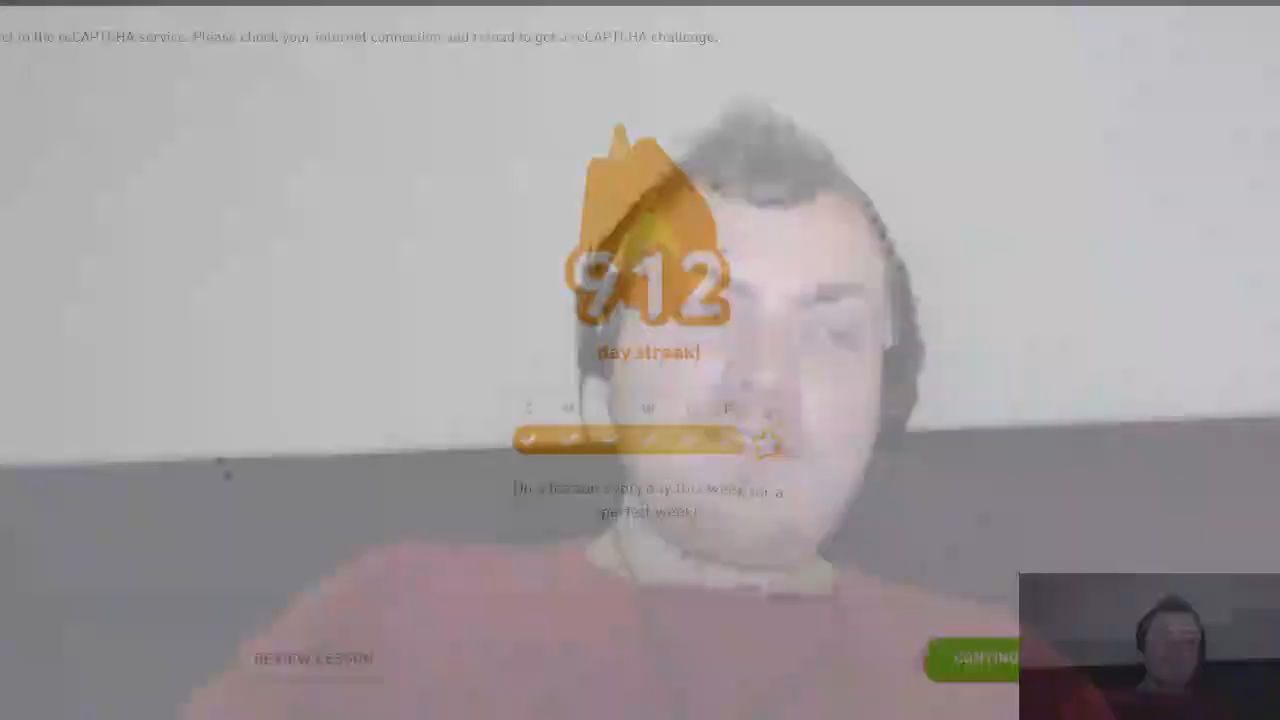 to the reCAPTCHA service. Please check your internet connection and reload to get a reCAPTCHA challenge.
912
day streak!
W F
Do a lesson every day this week for a
perfect week!
REVIEW LESSON
CONTINU